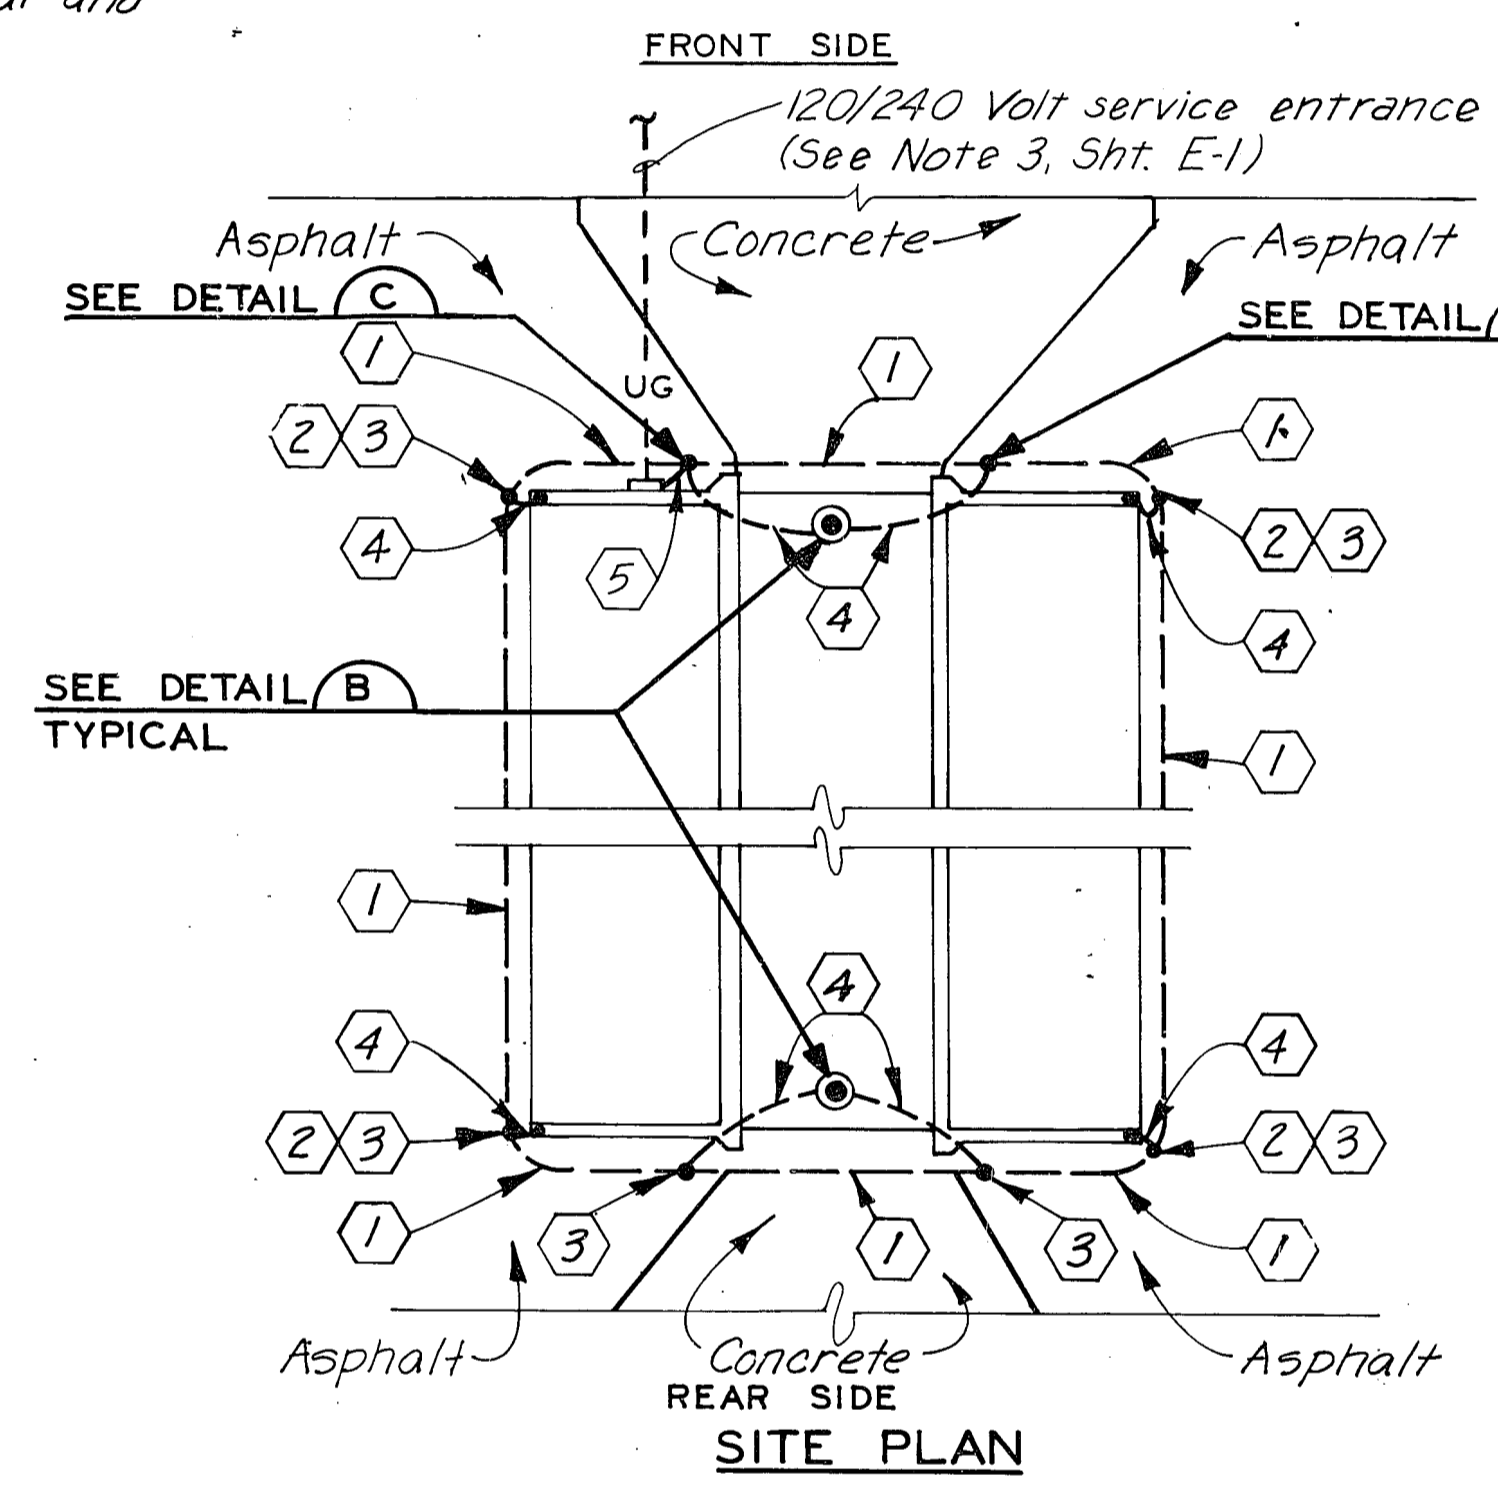 and
FRONT SIDE
120/240 Volt service entrance
(See Note 3, Sht. E-1)
Asphalt
Concrete
Asphalt
SEE DETAIL C
SEE DETAIL
1
1
UG
2 3
1
4
5
4
2 3
4
SEE DETAIL B
TYPICAL
1
1
4
4
4
2 3
2 3
1
3
1
3
1
Asphalt
Concrete
Asphalt
REAR SIDE
SITE PLAN